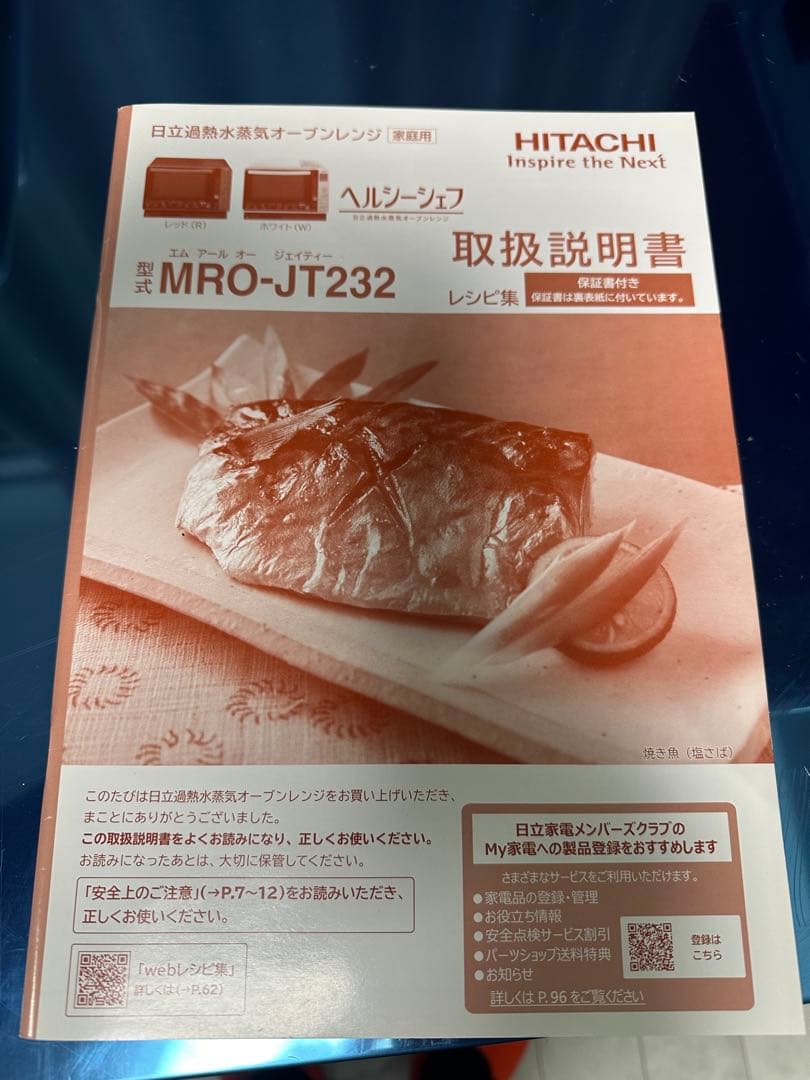 日立過熱水蒸気オーブンレンジ 家庭用
HITACHI
Inspire the Next
レッド(R)
ホワイト(W)
ヘルシーシェフ
日立過熱水蒸気オーブンレンジ
取扱説明書
エム アール オー ジェイティー
型式 MRO-JT232
レシピ集
保証書付き
保証書は裏表紙に付いています。
焼き魚(塩さば)
このたびは日立過熱水蒸気オーブンレンジをお買い上げいただき、
まことにありがとうございました。
この取扱説明書をよくお読みになり、正しくお使いください。
お読みになったあとは、大切に保管してください。
「安全上のご注意」(→P.7~12)をお読みいただき、
正しくお使いください。
「webレシピ集」
詳しくは(→P.62)
日立家電メンバーズクラブの
My家電への製品登録をおすすめします
さまざまなサービスをご利用いただけます。
●家電品の登録・管理
●お役立ち情報
●安全点検サービス割引
●パーツショップ送料特典
●お知らせ
登録は
こちら
詳しくは P.96 をご覧ください